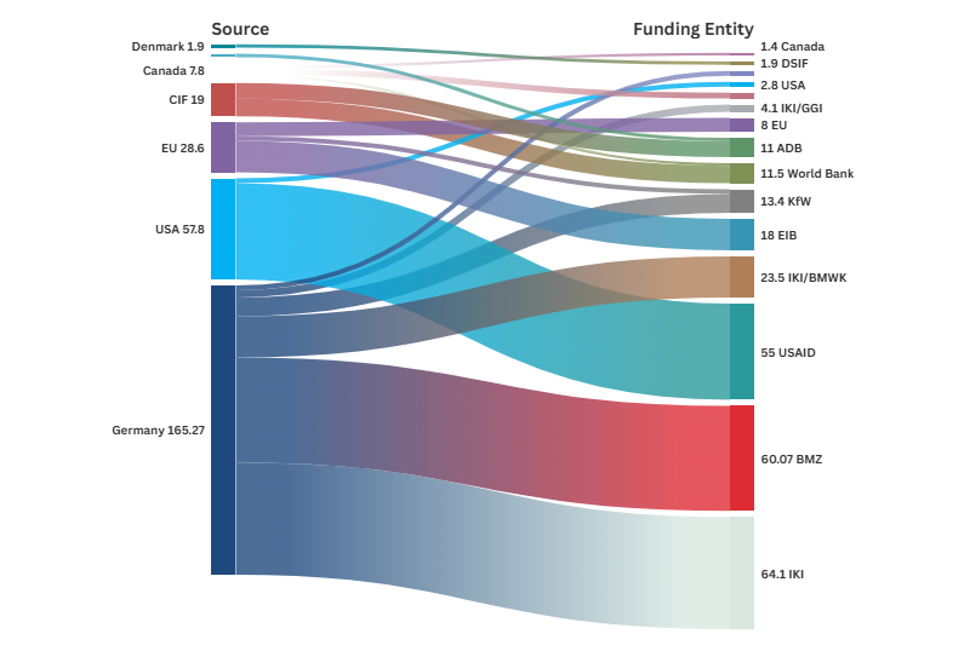 Source
Funding Entity
Denmark 1.9
Canada 7.8
CIF 19
EU 28.6
USA 57.8
Germany 165.27
1.4 Canada
1.9 DSIF
2.8 USA
4.1 IKI/GGI
8 EU
11 ADB
11.5 World Bank
13.4 KfW
18 EIB
23.5 IKI/BMWK
55 USAID
60.07 BMZ
64.1 IKI